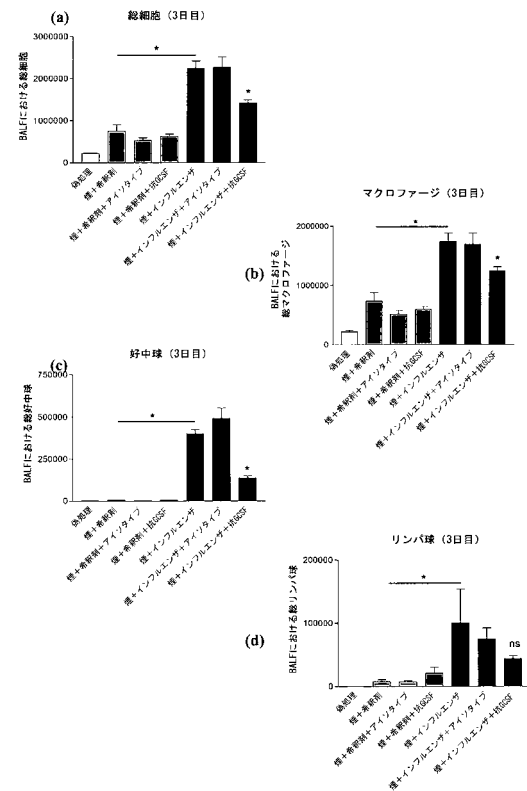 (a)
総細胞（3日目）
BALFにおける総細胞
3000000
2000000
1000000
0
*
*
偽処理
煙＋希釈剤
煙＋希釈剤＋アイソタイプ
煙＋希釈剤＋抗GCSF
煙＋インフルエンザ
煙＋インフルエンザ＋アイソタイプ
煙＋インフルエンザ＋抗GCSF
(b)
マクロファージ（3日目）
BALFにおける
総マクロファージ
2000000
1000000
0
*
*
偽処理
煙＋希釈剤
煙＋希釈剤＋アイソタイプ
煙＋希釈剤＋抗GCSF
煙＋インフルエンザ
煙＋インフルエンザ＋アイソタイプ
煙＋インフルエンザ＋抗GCSF
(c)
好中球（3日目）
BALFにおける総好中球
750000
500000
250000
0
*
*
偽処理
煙＋希釈剤
煙＋希釈剤＋アイソタイプ
煙＋希釈剤＋抗GCSF
煙＋インフルエンザ
煙＋インフルエンザ＋アイソタイプ
煙＋インフルエンザ＋抗GCSF
(d)
リンパ球（3日目）
BALFにおける総リンパ球
200000
100000
0
*
ns
偽処理
煙＋希釈剤
煙＋希釈剤＋アイソタイプ
煙＋希釈剤＋抗GCSF
煙＋インフルエンザ
煙＋インフルエンザ＋アイソタイプ
煙＋インフルエンザ＋抗GCSF